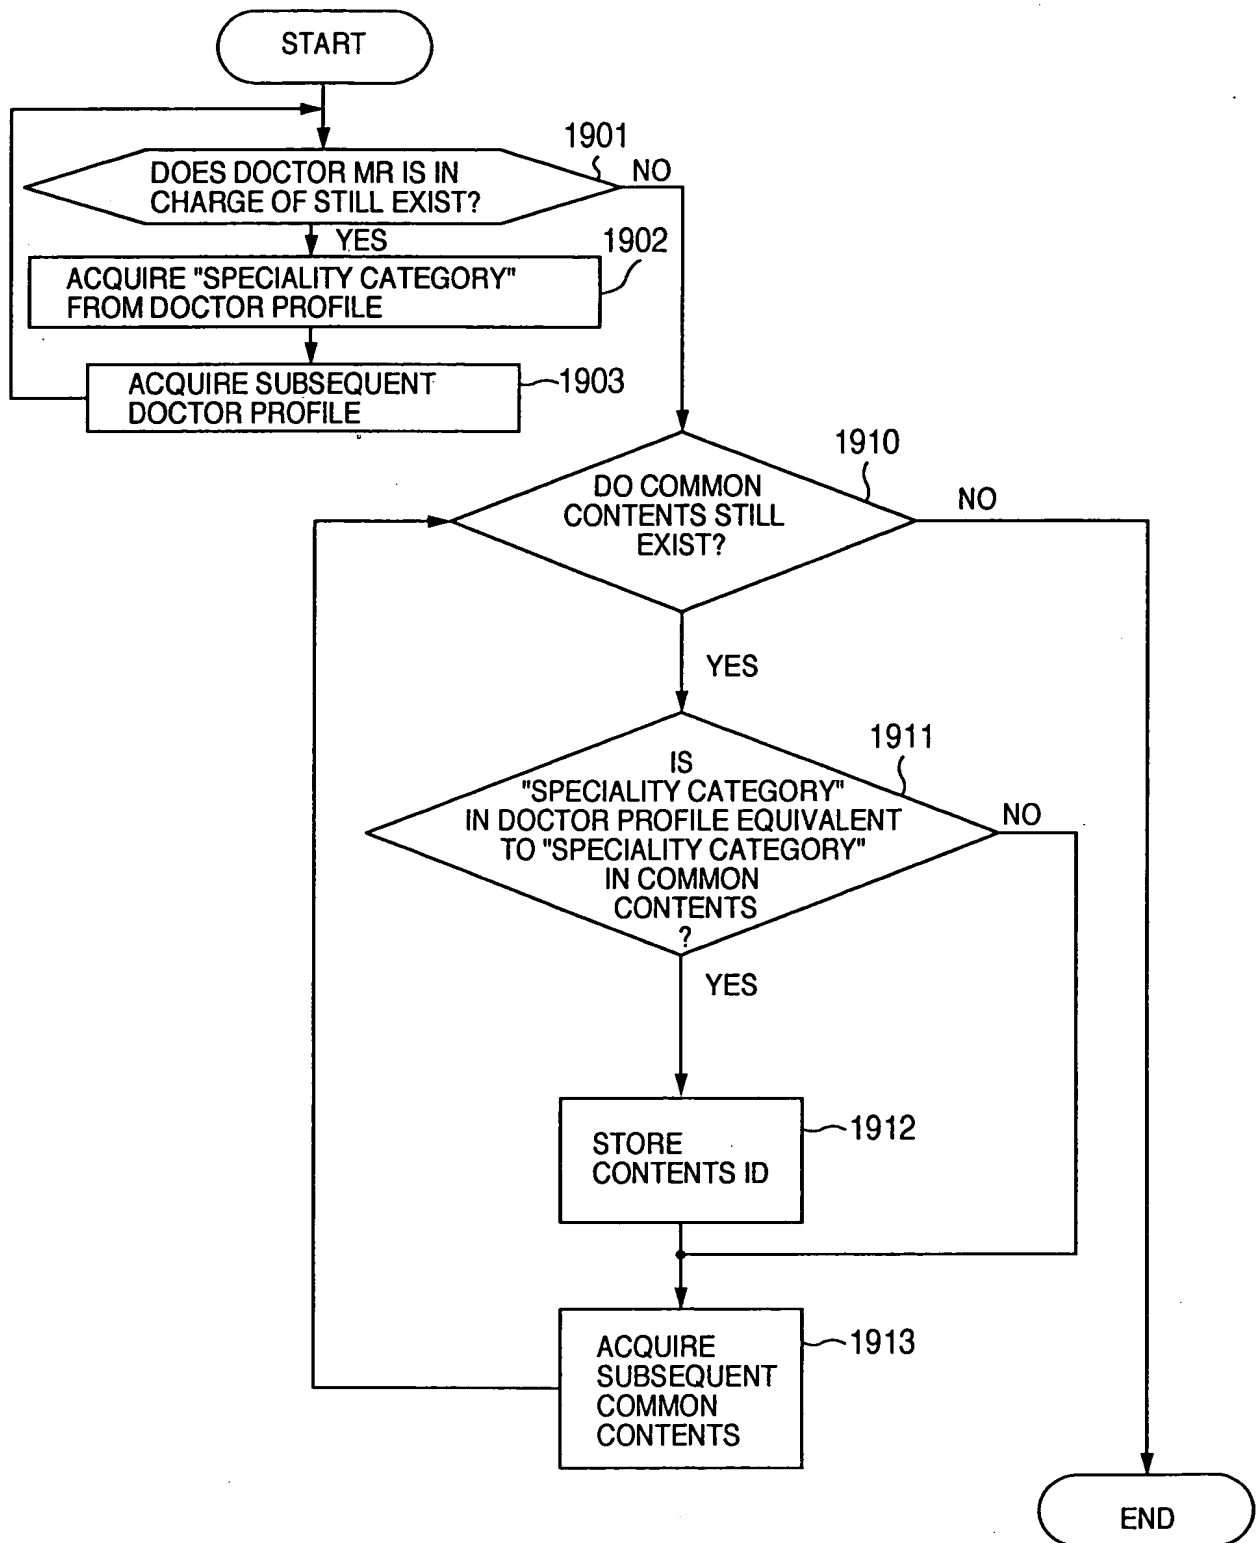 START
1901
DOES DOCTOR MR IS IN
CHARGE OF STILL EXIST?
NO
YES
1902
ACQUIRE "SPECIALITY CATEGORY"
FROM DOCTOR PROFILE
ACQUIRE SUBSEQUENT
DOCTOR PROFILE
1903
1910
DO COMMON
CONTENTS STILL
EXIST?
NO
YES
1911
IS
"SPECIALITY CATEGORY"
IN DOCTOR PROFILE EQUIVALENT
TO "SPECIALITY CATEGORY"
IN COMMON
CONTENTS
?
NO
YES
STORE
CONTENTS ID
1912
ACQUIRE
SUBSEQUENT
COMMON
CONTENTS
1913
END